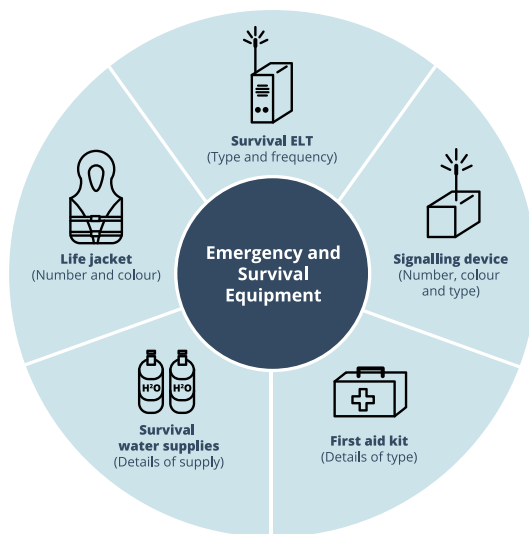 Survival ELT
(Type and frequency)
Life jacket
(Number and colour)
Emergency and
Survival
Equipment
Signalling device
(Number, colour
and type)
H²O H²O
Survival
water supplies
(Details of supply)
First aid kit
(Details of type)